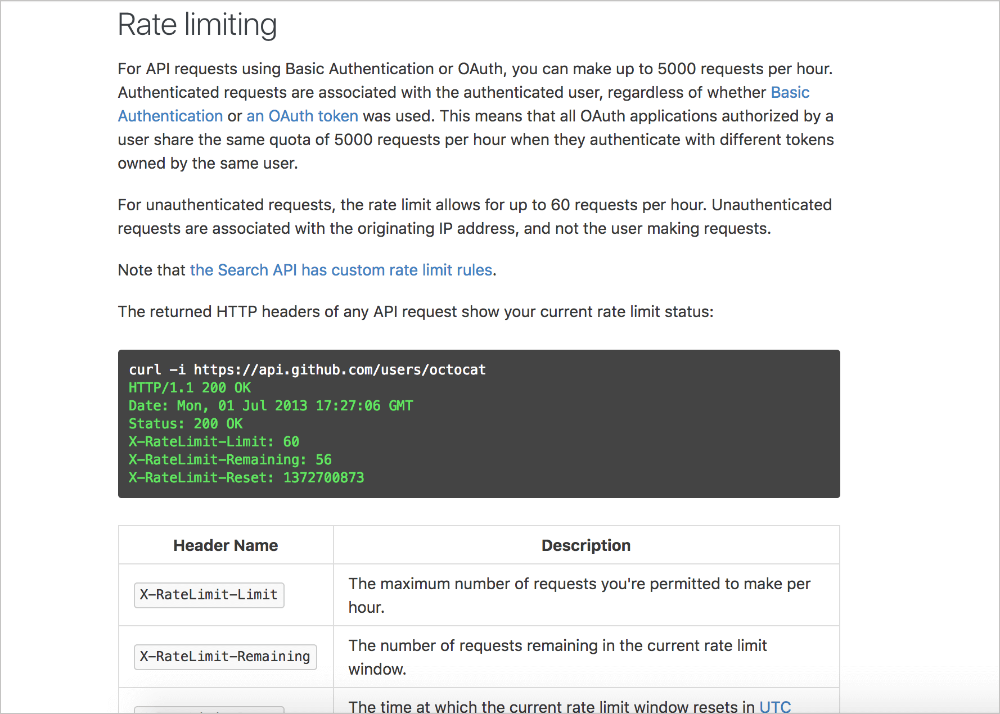 Rate limiting
For API requests using Basic Authentication or OAuth, you can make up to 5000 requests per hour.
Authenticated requests are associated with the authenticated user, regardless of whether Basic
Authentication or an OAuth token was used. This means that all OAuth applications authorized by a
user share the same quota of 5000 requests per hour when they authenticate with different tokens
owned by the same user.
For unauthenticated requests, the rate limit allows for up to 60 requests per hour. Unauthenticated
requests are associated with the originating IP address, and not the user making requests.
Note that the Search API has custom rate limit rules.
The returned HTTP headers of any API request show your current rate limit status:
curl -i https://api.github.com/users/octocat
HTTP/1.1 200 OK
Date: Mon, 01 Jul 2013 17:27:06 GMT
Status: 200 OK
X-RateLimit-Limit: 60
X-RateLimit-Remaining: 56
X-RateLimit-Reset: 1372700873
Header Name Description
X-RateLimit-Limit
The maximum number of requests you're permitted to make per
hour.
X-RateLimit-Remaining
The number of requests remaining in the current rate limit
window.
The time at which the current rate limit window resets in UTC